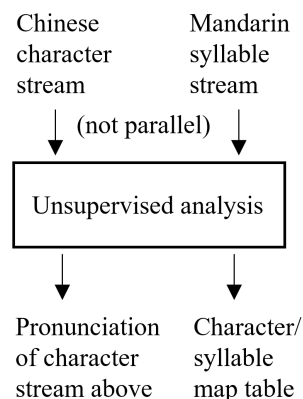 Chinese
character
stream
Mandarin
syllable
stream
(not parallel)
Unsupervised analysis
Pronunciation
of character
stream above
Character/
syllable
map table